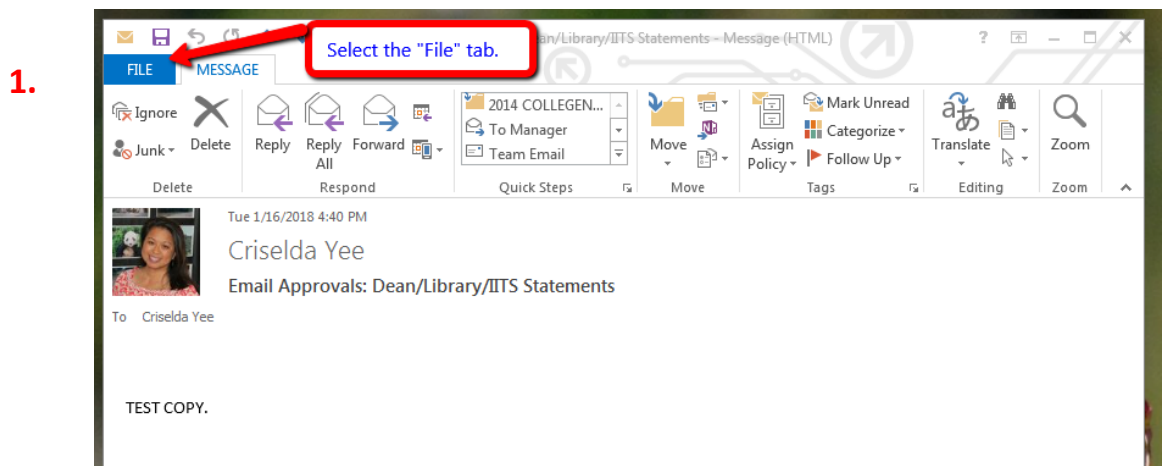 1.
Select the "File" tab.
an/Library/IITS Statements - Message (HTML)
?
FILE MESSAGE
Ignore
Junk
Delete
Reply
Reply All
Forward
2014 COLLEGEN...
To Manager
Team Email
Move
Assign Policy
Mark Unread
Categorize
Follow Up
Translate
Zoom
Delete Respond Quick Steps Move Tags Editing Zoom
Tue 1/16/2018 4:40 PM
Criselda Yee
Email Approvals: Dean/Library/IITS Statements
To Criselda Yee
TEST COPY.